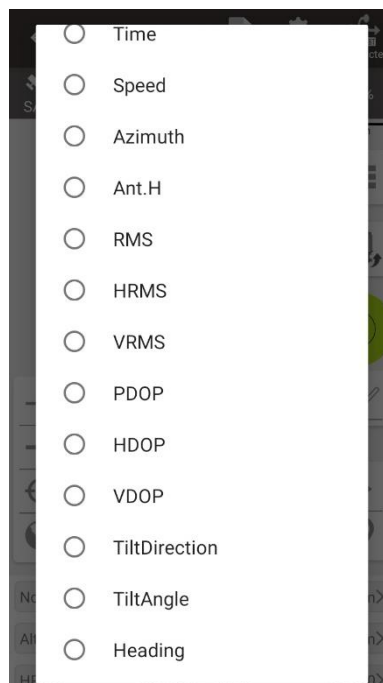 Time
Speed
Azimuth
Ant.H
RMS
HRMS
VRMS
PDOP
HDOP
VDOP
TiltDirection
TiltAngle
Heading